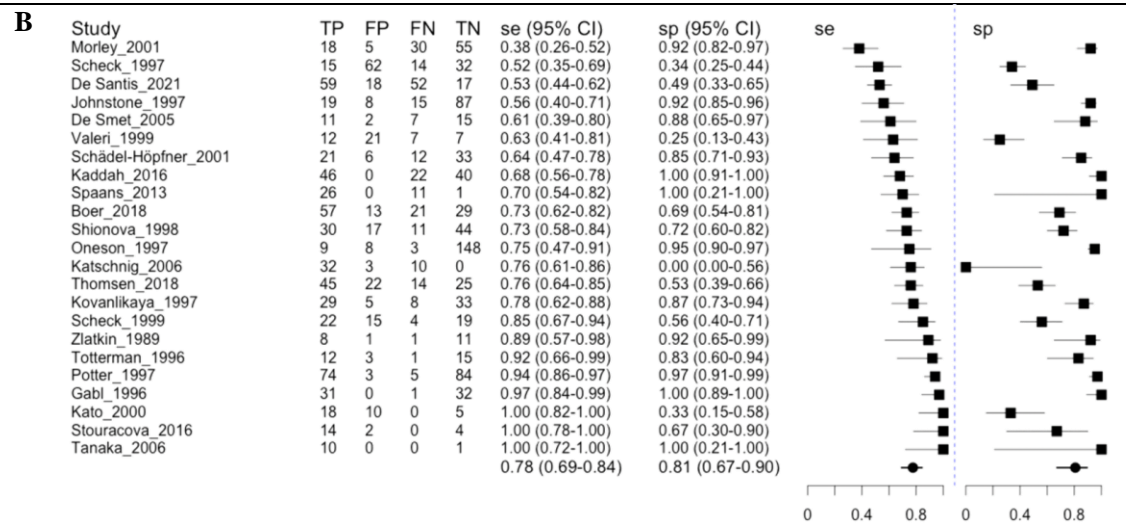 B
Study TP FP FN TN se (95% CI) sp (95% CI) se sp
Morley_2001 18 5 30 55 0.38 (0.26-0.52) 0.92 (0.82-0.97)
Scheck_1997 15 62 14 32 0.52 (0.35-0.69) 0.34 (0.25-0.44)
De Santis_2021 59 18 52 17 0.53 (0.44-0.62) 0.49 (0.33-0.65)
Johnstone_1997 19 8 15 87 0.56 (0.40-0.71) 0.92 (0.85-0.96)
De Smet_2005 11 2 7 15 0.61 (0.39-0.80) 0.88 (0.65-0.97)
Valeri_1999 12 21 7 7 0.63 (0.41-0.81) 0.25 (0.13-0.43)
Schädel-Höpfner_2001 21 6 12 33 0.64 (0.47-0.78) 0.85 (0.71-0.93)
Kaddah_2016 46 0 22 40 0.68 (0.56-0.78) 1.00 (0.91-1.00)
Spaans_2013 26 0 11 1 0.70 (0.54-0.82) 1.00 (0.21-1.00)
Boer_2018 57 13 21 29 0.73 (0.62-0.82) 0.69 (0.54-0.81)
Shionova_1998 30 17 11 44 0.73 (0.58-0.84) 0.72 (0.60-0.82)
Oneson_1997 9 8 3 148 0.75 (0.47-0.91) 0.95 (0.90-0.97)
Katschnig_2006 32 3 10 0 0.76 (0.61-0.86) 0.00 (0.00-0.56)
Thomsen_2018 45 22 14 25 0.76 (0.64-0.85) 0.53 (0.39-0.66)
Kovanlikaya_1997 29 5 8 33 0.78 (0.62-0.88) 0.87 (0.73-0.94)
Scheck_1999 22 15 4 19 0.85 (0.67-0.94) 0.56 (0.40-0.71)
Zlatkin_1989 8 1 1 11 0.89 (0.57-0.98) 0.92 (0.65-0.99)
Totterman_1996 12 3 1 15 0.92 (0.66-0.99) 0.83 (0.60-0.94)
Potter_1997 74 3 5 84 0.94 (0.86-0.97) 0.97 (0.91-0.99)
Gabl_1996 31 0 1 32 0.97 (0.84-0.99) 1.00 (0.89-1.00)
Kato_2000 18 10 0 5 1.00 (0.82-1.00) 0.33 (0.15-0.58)
Stouracova_2016 14 2 0 4 1.00 (0.78-1.00) 0.67 (0.30-0.90)
Tanaka_2006 10 0 0 1 1.00 (0.72-1.00) 1.00 (0.21-1.00)
0.78 (0.69-0.84) 0.81 (0.67-0.90)
0 0.4 0.8 0 0.4 0.8